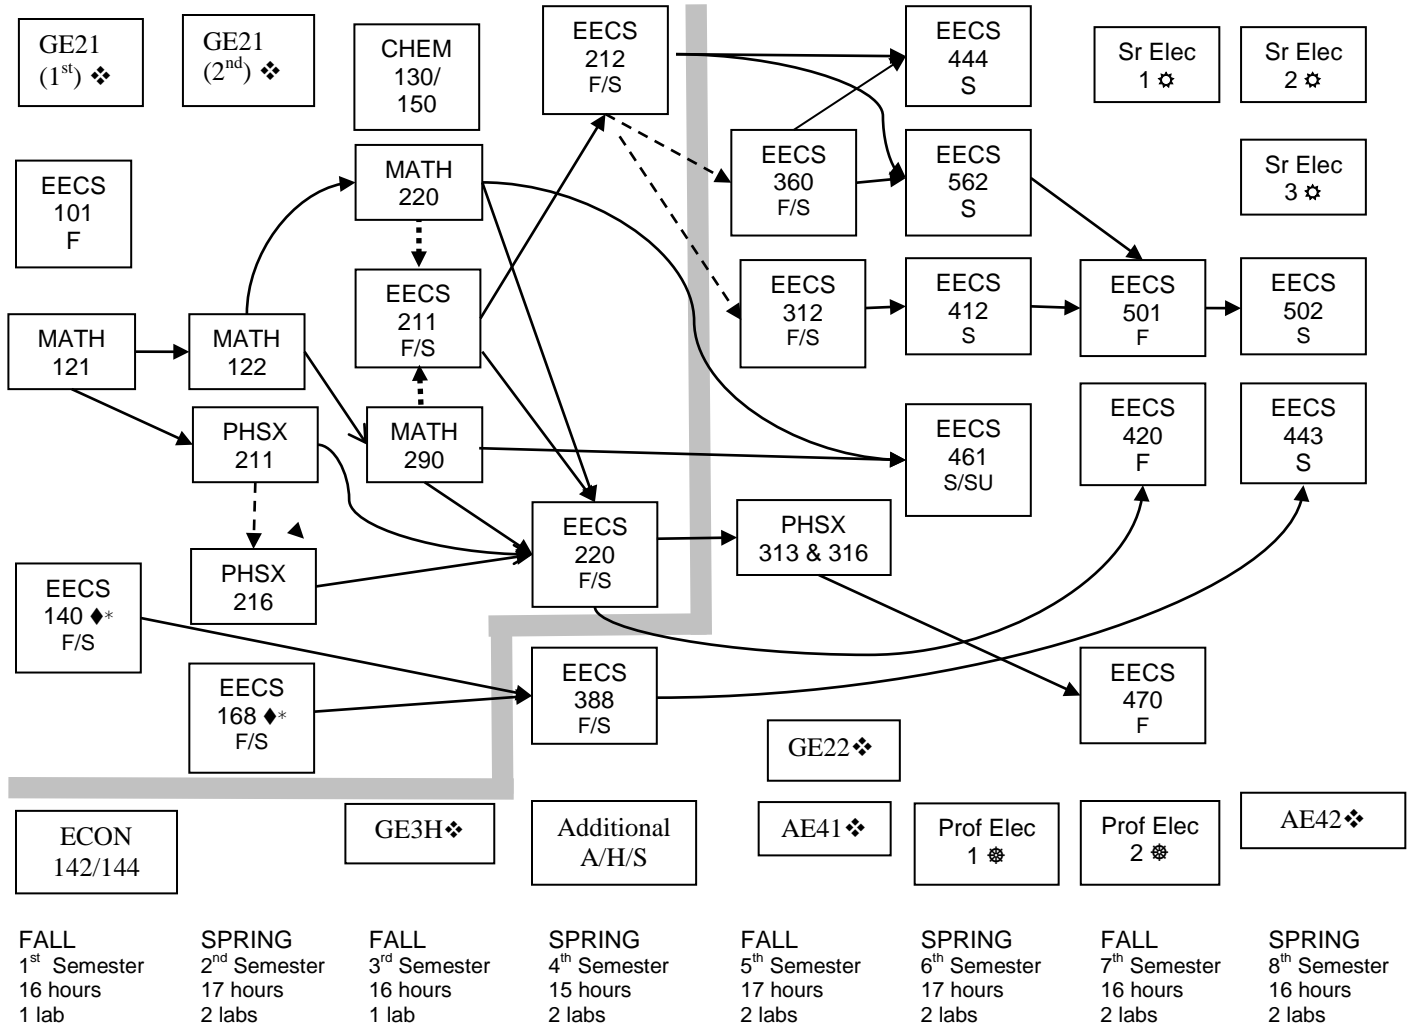 GE21
(1st) ❖
GE21
(2nd) ❖
CHEM
130/
150
EECS
212
F/S
EECS
444
S
Sr Elec
1 ☼
Sr Elec
2 ☼
EECS
101
F
MATH
220
EECS
360
F/S
EECS
562
S
Sr Elec
3 ☼
MATH
121
MATH
122
EECS
211
F/S
EECS
312
F/S
EECS
412
S
EECS
501
F
EECS
502
S
PHSX
211
MATH
290
EECS
461
S/SU
EECS
420
F
EECS
443
S
EECS
140 ♦*
F/S
PHSX
216
EECS
220
F/S
PHSX
313 & 316
EECS
168 ♦*
F/S
EECS
388
F/S
EECS
470
F
GE22❖
ECON
142/144
GE3H❖
Additional
A/H/S
AE41❖
Prof Elec
1 ☸
Prof Elec
2 ☸
AE42❖
FALL
1st Semester
16 hours
1 lab
SPRING
2nd Semester
17 hours
2 labs
FALL
3rd Semester
16 hours
1 lab
SPRING
4th Semester
15 hours
2 labs
FALL
5th Semester
17 hours
2 labs
SPRING
6th Semester
17 hours
2 labs
FALL
7th Semester
16 hours
2 labs
SPRING
8th Semester
16 hours
2 labs